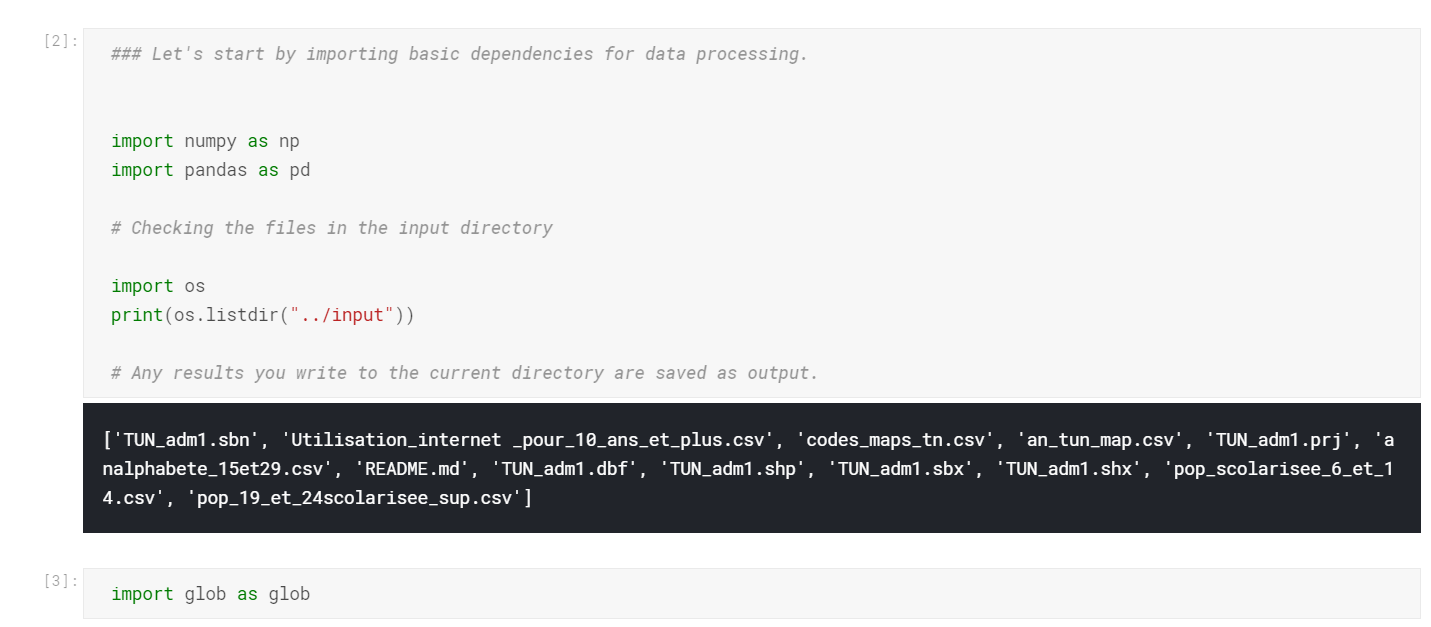 [2]:
### Let's start by importing basic dependencies for data processing.
import numpy as np
import pandas as pd
# Checking the files in the input directory
import os
print(os.listdir("../input"))
# Any results you write to the current directory are saved as output.
['TUN_adm1.sbn', 'Utilisation_internet _pour_10_ans_et_plus.csv', 'codes_maps_tn.csv', 'an_tun_map.csv', 'TUN_adm1.prj', 'a
nalphabete_15et29.csv', 'README.md', 'TUN_adm1.dbf', 'TUN_adm1.shp', 'TUN_adm1.sbx', 'TUN_adm1.shx', 'pop_scolarisee_6_et_1
4.csv', 'pop_19_et_24scolarisee_sup.csv']
[3]:
import glob as glob